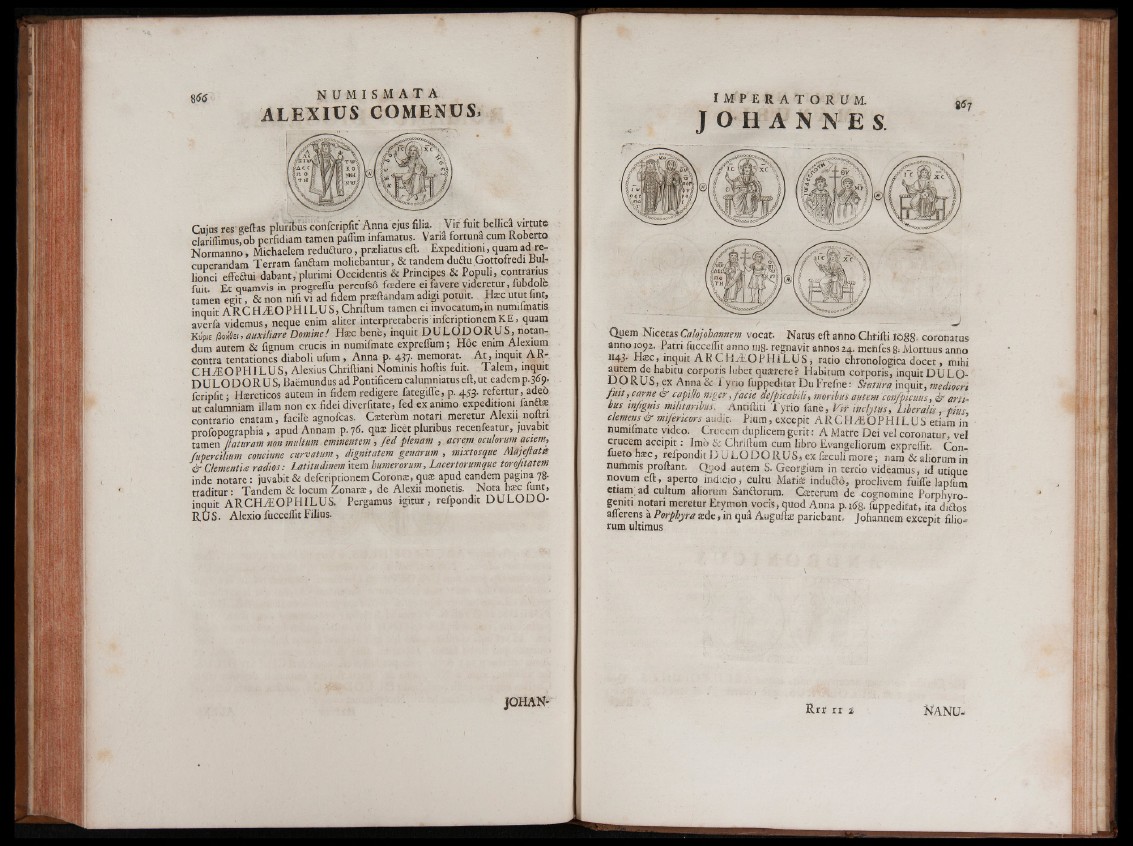 866
NUMISMATA
ALEXIUS COMENUS,
Cujus res geſtas pluribus conſcripſit Anna ejus filia. Vir fuit bellicâ virtute
clariſſimus, ob perfidiam tamen paſſim infamatus. Variâ fortunâ cum Roberto
Normanno, Michaelem reducturo, præliatus eſt. Expeditioni, quam ad re-
cuperandam Terram ſanctam moliebantur, & tandem ductu Gottofredi Bul-
lionei effectui dabant, plurimi Occidentis & Principes & Populi, contrarius
fuit. Et quamvis in progreſſu percuſsô fœdere ei favere videretur, ſubdolè
tamen egit, & non niſi vi ad fidem præſtandam adigi potuit. Hæc utut ſint,
inquit ARCHÆOPHILUS, Chriſtum tamen ei invocatum, in numiſmatis
averſa videmus, neque enim aliter interpretaberis inſcriptionem KE, quam
Κύριε βοήθει, auxiliare Domine! Hæc benè, inquit DULODORUS, notan-
dum autem & ſignum crucis in numiſmate expreſſum; Hôc enim Alexium
contra tentationes diaboli uſum, Anna p. 437. memorat. At, inquit AR-
CHÆOPHILUS, Alexius Chriſtiani Nominis hoſtis fuit. Talem, inquit
DULODORUS, Baëmundus ad Pontificem calumniatus eſt, ut eadem p. 369.
ſcripſit; Hæreticos autem in fidem redigere ſategiſſe, p. 453. refertur, adeò
ut calumniam illam non ex fidei diverſitate, ſed ex animo expeditioni ſanctæ
contrario enatam, facilè agnoſcas. Cæterùm notari meretur Alexii noſtri
proſopographia, apud Annam p. 76. quæ licèt pluribus recenſeatur, juvabit
tamen ſtaturam non multum eminentem, ſed plenam, acrem oculorum aciem,
ſupercilium concinne curvatum, dignitatem genarum, mixtosque Majeſtatis
& Clementiæ radios: Latitudinem item humerorum, Lacertorumque toroſitatem
inde notare: juvabit & deſcriptionem Coronæ, quæ apud eandem pagina 78.
traditur: Tandem & locum Zonaræ, de Alexii monetis. Nota hæc ſunt,
inquit ARCHÆOPHILUS. Pergamus igitur, reſpondit DULODO-
RUS. Alexio ſucceſſit Filius.
JOHAN-
IMPERATORUM.
867
JOHANNES.
Quem Nicetas Calojohannem vocat. Natus eſt anno Chriſti 1088. coronatus
anno 1092. Patri ſucceſſit anno 1118. regnavit annos 24. menſes 8. Mortuus anno
1143. Hæc, inquit ARCHÆOPHILUS, ratio chronologica docet, mihi
autem de habitu corporis lubet quærere? Habitum corporis, inquit DULO-
DORUS, ex Anna & Tyrio ſuppeditat Du Freſne: Statura inquit, mediocri
fuit, carne & capillo niger, facie deſpicabili, moribus autem conſpicuus, & acti-
bus inſignis militaribus. Antiſtiti Tyrio ſane, Vir inclytus, Liberalis, pius,
clemens & miſericors audit. Pium, excepit ARCHÆOPHILUS etiam in
numiſmate video. Crucem duplicem gerit: A Matre Dei vel coronatur, vel
crucem accipit: Imò & Chriſtum cum libro Evangeliorum expreſſit. Con-
ſueto hæc, reſpondit DULODORUS, ex ſæculi more; nam & aliorum in
nummis proſtant. Quod autem S. Georgium in tertio videamus, id utique
novum eſt, aperto indicio, cultu Mariæ inductô, proclivem fuiſſe lapſum
etiam ad cultum aliorum Sanctorum. Cæterum de cognomine Porphyro-
geniti notari meretur Etymon vocis, quod Anna p. 168. ſuppeditat, ita dictos
aſſerens à Porphyra æde, in quâ Auguſtæ pariebant. Johannem excepit filio-
rum ultimus
Rrr rr 2
NANU-